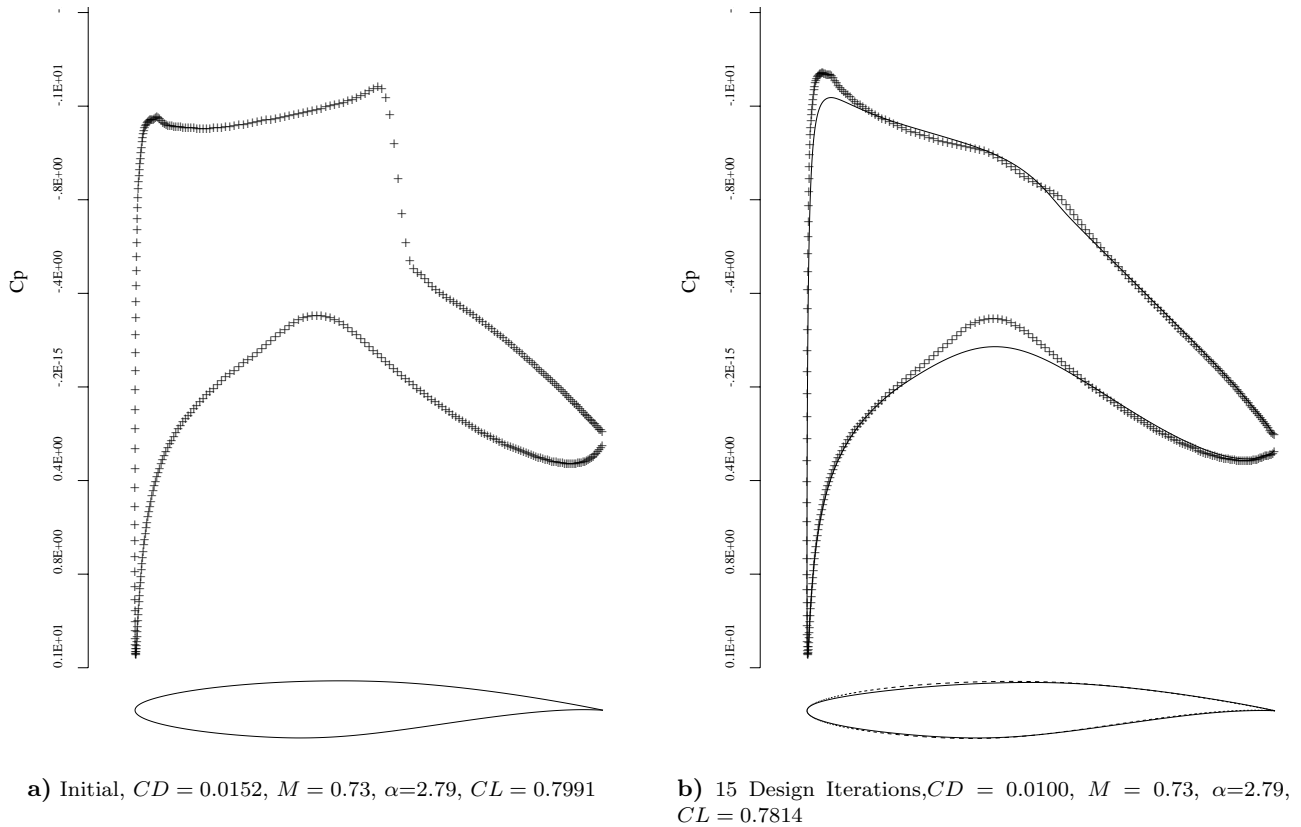 -
-.1E+01
-.8E+00
-.4E+00
-.2E-15
0.4E+00
0.8E+00
0.1E+01
Cp
-
-.1E+01
-.8E+00
-.4E+00
-.2E-15
0.4E+00
0.8E+00
0.1E+01
Cp
a) Initial, CD = 0.0152, M = 0.73, α=2.79, CL = 0.7991
b) 15 Design Iterations,CD = 0.0100, M = 0.73, α=2.79,
CL = 0.7814